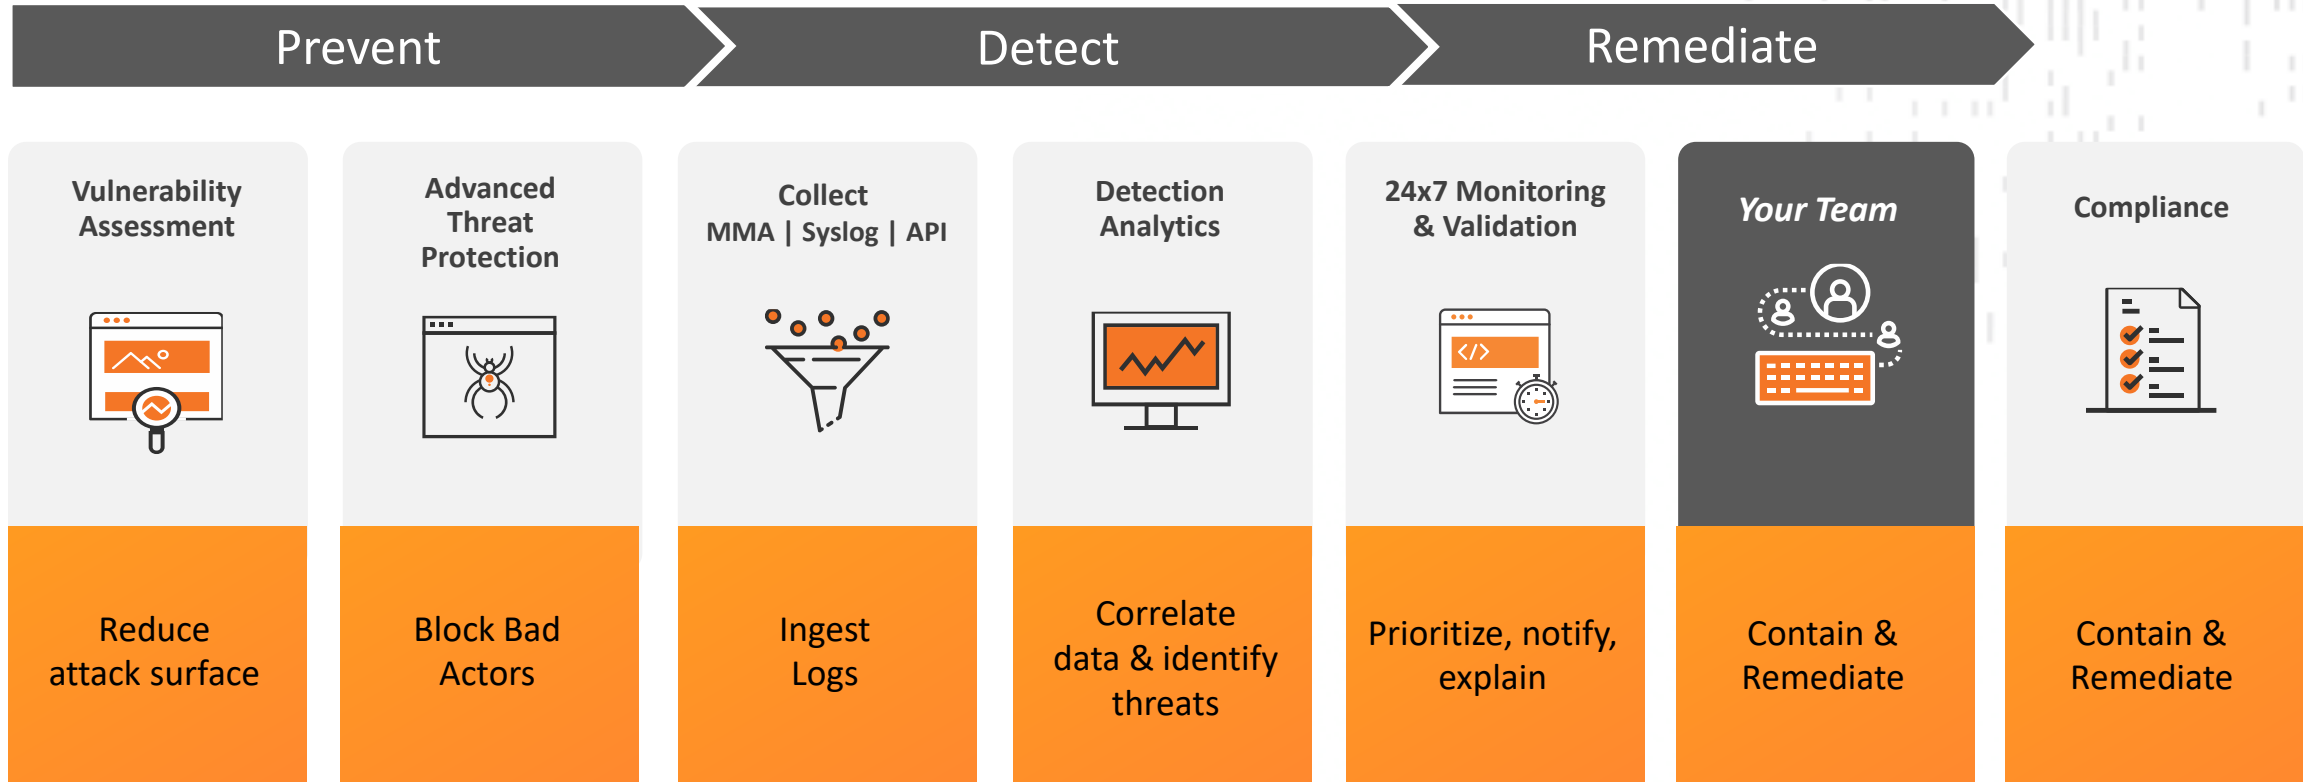 Prevent
Detect
Remediate
Vulnerability
Assessment
Advanced
Threat
Protection
Collect
MMA | Syslog | API
Detection
Analytics
24x7 Monitoring
& Validation
Your Team
Compliance
</>
Reduce
attack surface
Block Bad
Actors
Ingest
Logs
Correlate
data & identify
threats
Prioritize, notify,
explain
Contain &
Remediate
Contain &
Remediate